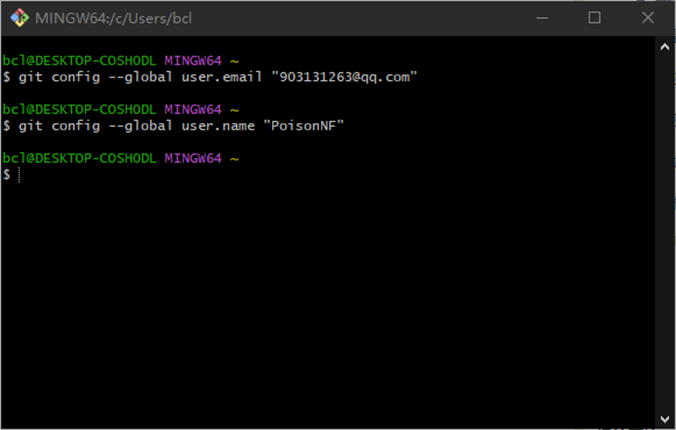 MINGW64:/c/Users/bcl
bcl@DESKTOP-COSHODL MINGW64 ~
$ git config --global user.email "903131263@qq.com"
bcl@DESKTOP-COSHODL MINGW64 ~
$ git config --global user.name "PoisonNF"
bcl@DESKTOP-COSHODL MINGW64 ~
$